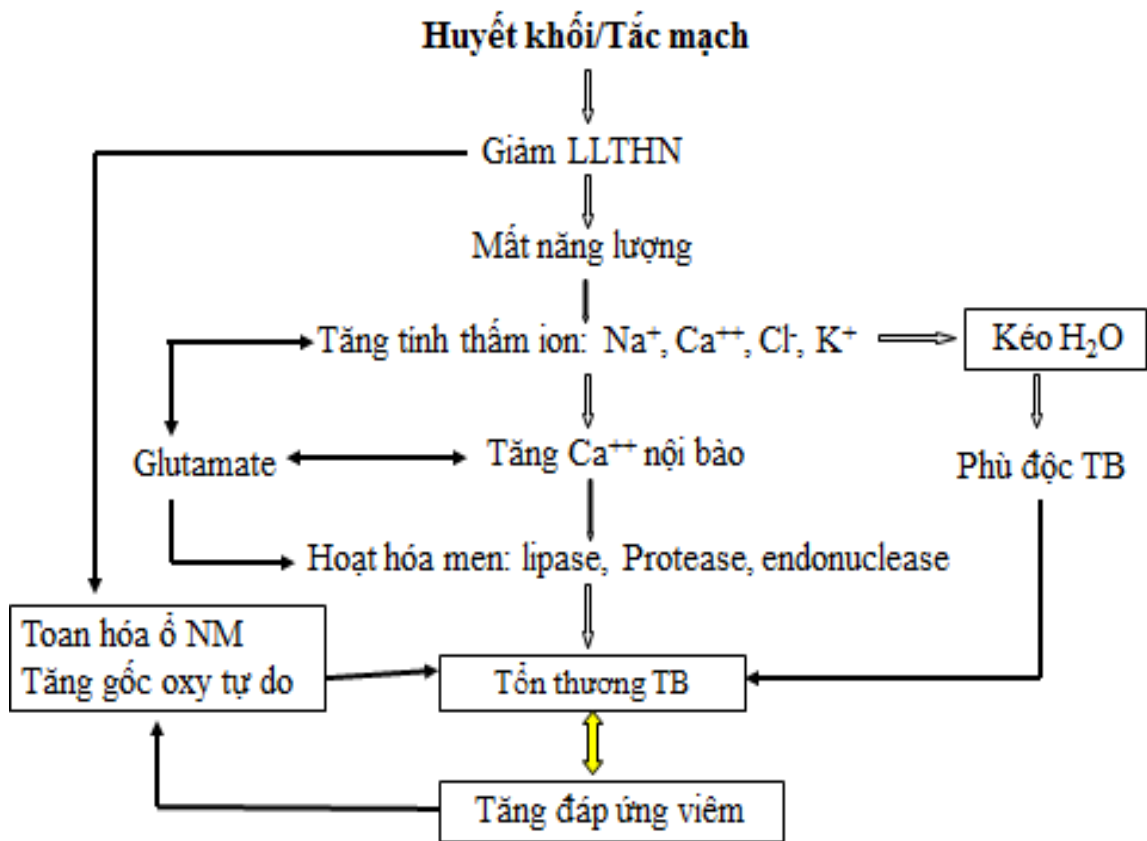 Huyết khối/Tắc mạch
Giảm LLTHN
Mất năng lượng
Tăng tính thấm ion: Na⁺, Ca⁺⁺, Cl⁻, K⁺
Kéo H₂O
Glutamate
Tăng Ca⁺⁺ nội bào
Phù độc TB
Hoạt hóa men: lipase, Protease, endonuclease
Toan hóa ổ NM
Tăng gốc oxy tự do
Tổn thương TB
Tăng đáp ứng viêm